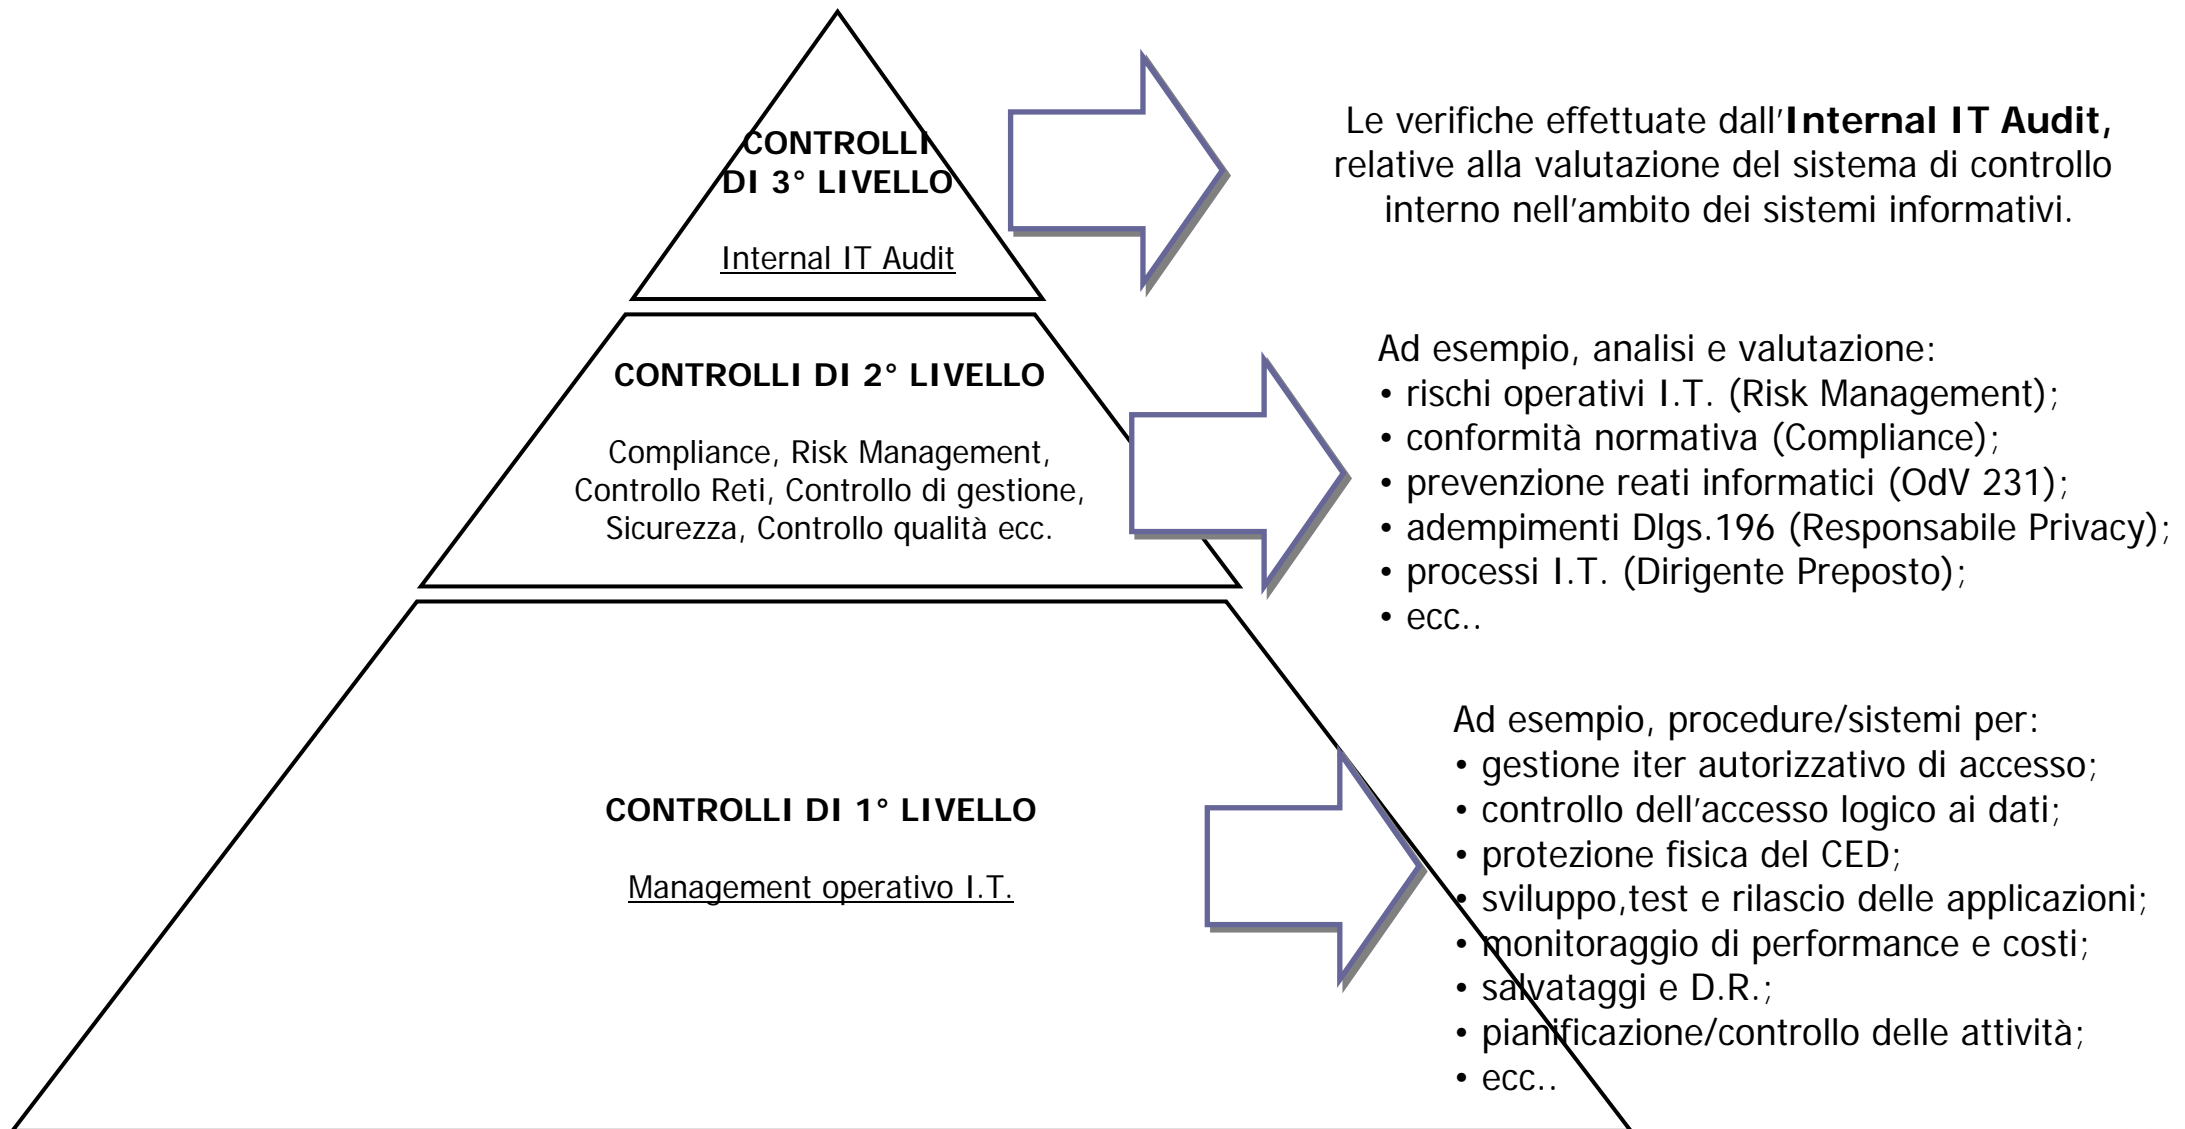 CONTROLLI
DI 3° LIVELLO
Internal IT Audit
Le verifiche effettuate dall'Internal IT Audit,
relative alla valutazione del sistema di controllo
interno nell'ambito dei sistemi informativi.
CONTROLLI DI 2° LIVELLO
Compliance, Risk Management,
Controllo Reti, Controllo di gestione,
Sicurezza, Controllo qualità ecc.
Ad esempio, analisi e valutazione:
• rischi operativi I.T. (Risk Management);
• conformità normativa (Compliance);
• prevenzione reati informatici (OdV 231);
• adempimenti Dlgs.196 (Responsabile Privacy);
• processi I.T. (Dirigente Preposto);
• ecc..
CONTROLLI DI 1° LIVELLO
Management operativo I.T.
Ad esempio, procedure/sistemi per:
• gestione iter autorizzativo di accesso;
• controllo dell'accesso logico ai dati;
• protezione fisica del CED;
• sviluppo,test e rilascio delle applicazioni;
• monitoraggio di performance e costi;
• salvataggi e D.R.;
• pianificazione/controllo delle attività;
• ecc..